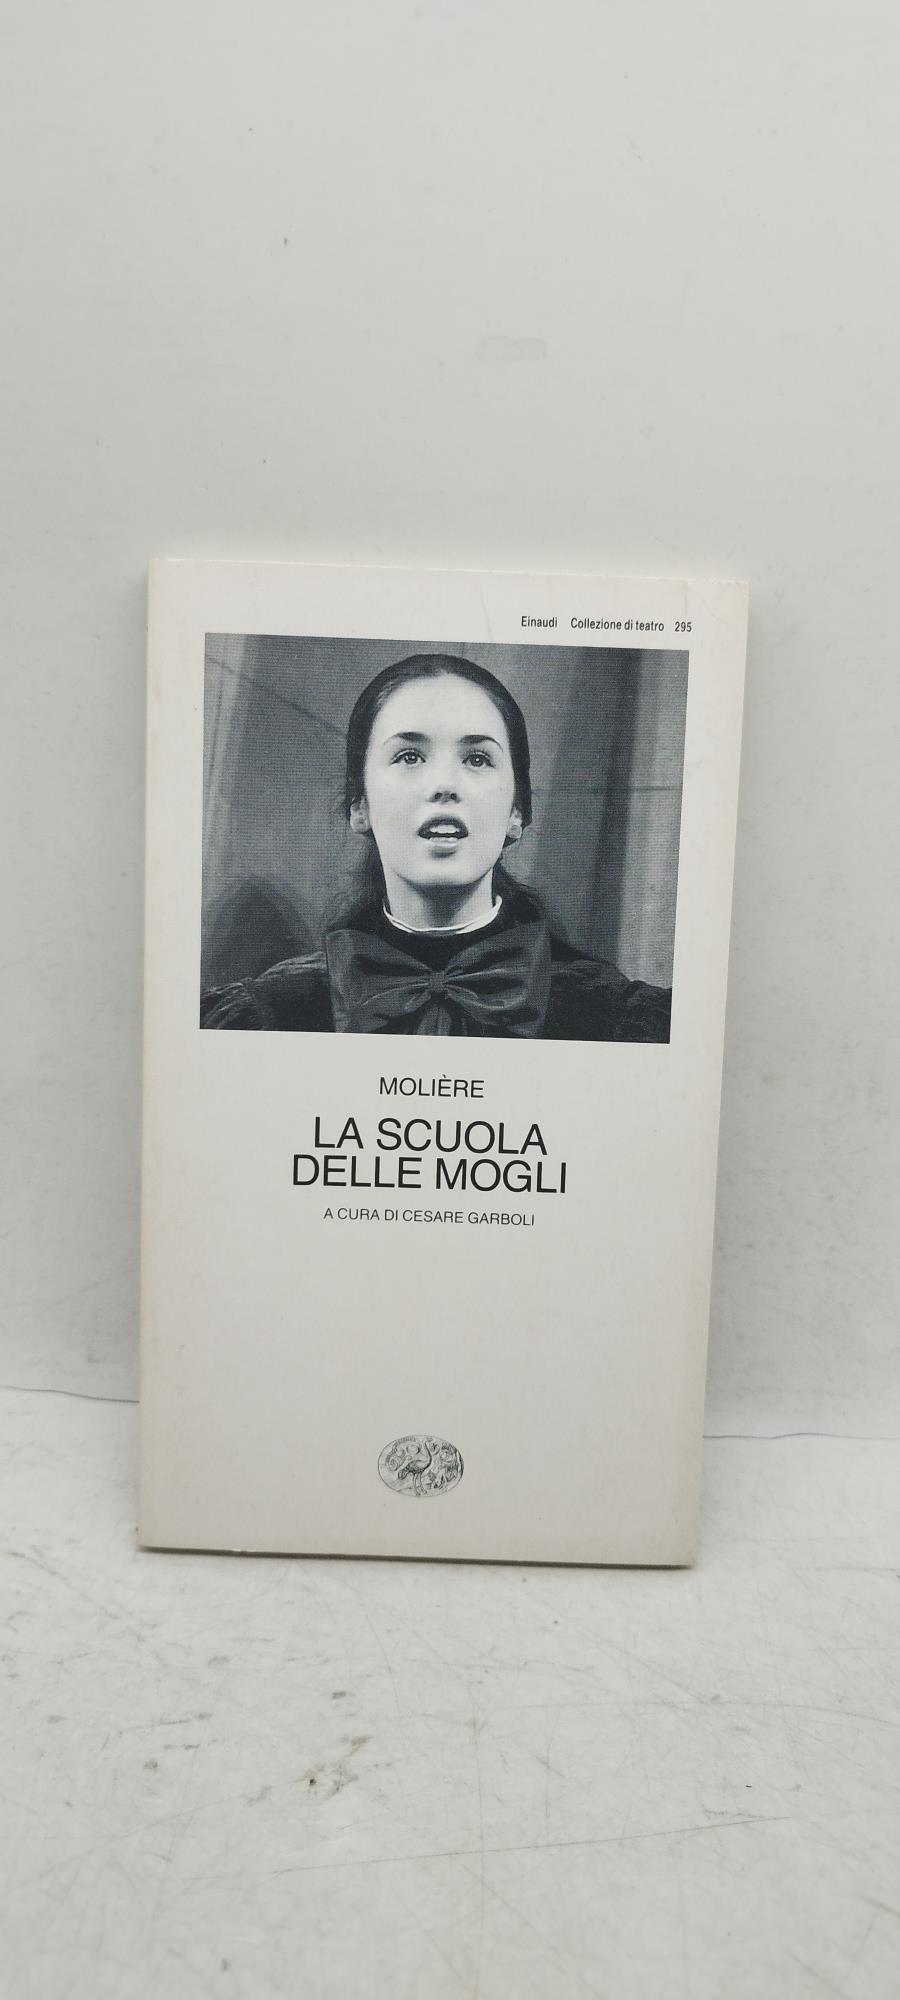 Einaudi Collezione di teatro 295
MOLIÈRE
LA SCUOLA
DELLE MOGLI
A CURA DI CESARE GARBOLI